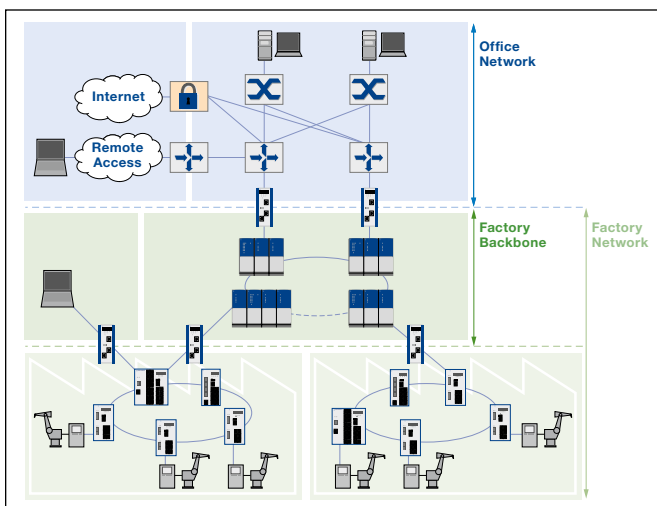 Office
Network
Internet
Remote
Access
Factory
Backbone
Factory
Network